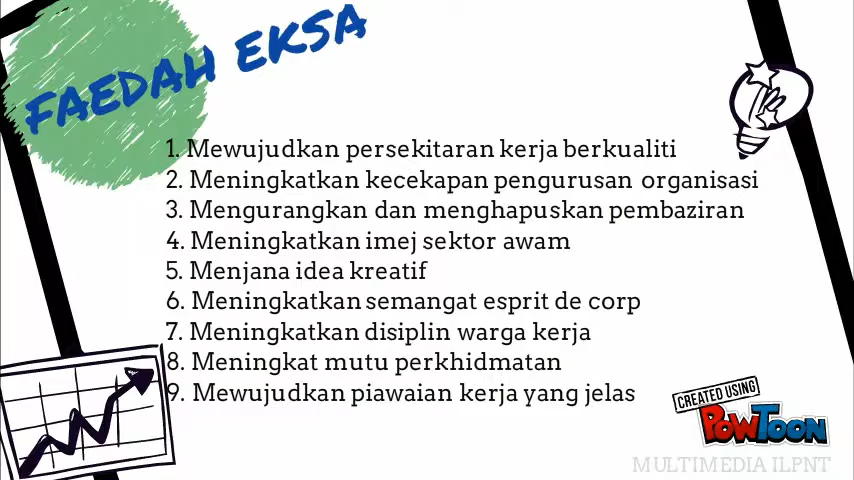 FAEDAH EKSA
1. Mewujudkan persekitaran kerja berkualiti
2. Meningkatkan kecekapan pengurusan organisasi
3. Mengurangkan dan menghapuskan pembaziran
4. Meningkatkan imej sektor awam
5. Menjana idea kreatif
6. Meningkatkan semangat esprit de corp
7. Meningkatkan disiplin warga kerja
8. Meningkat mutu perkhidmatan
9. Mewujudkan piawaian kerja yang jelas
CREATED USING
POWTOON
MULTIMEDIA ILPNT